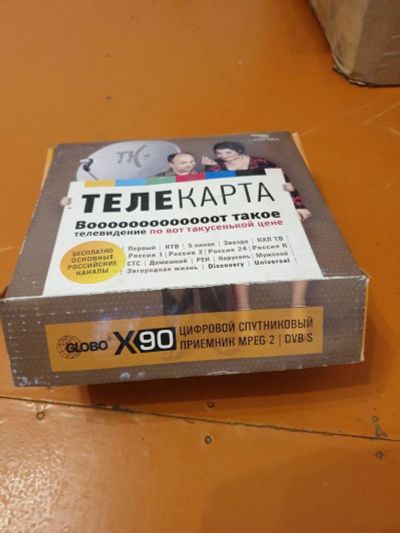 ТК
ТЕЛЕКАРТА
Вооооооооооооот такое
телевидение по вот такусенькой цене
БЕСПЛАТНО
ОСНОВНЫЕ
РОССИЙСКИЕ
КАНАЛЫ
Первый | НТВ | 5 канал | Звезда | КХЛ ТВ
Россия 1 | Россия 2 | Россия 24 | Россия К
СТС | Домашний | РЕН | Карусель | Мужской
Загородная жизнь | Discovery | Universal
GLOBO X90 ЦИФРОВОЙ СПУТНИКОВЫЙ
ПРИЕМНИК MPEG-2 | DVB-S